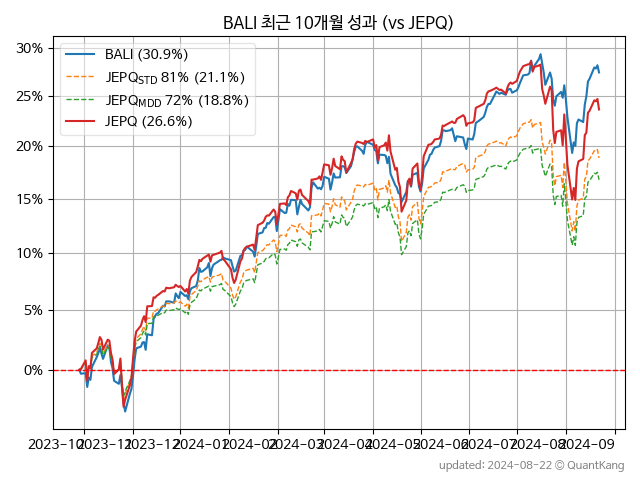 BALI 최근 10개월 성과 (vs JEPQ)
BALI (30.9%)
JEPQSTD 81% (21.1%)
JEPQMDD 72% (18.8%)
JEPQ (26.6%)
30%
25%
20%
15%
10%
5%
0%
2023-10 2023-11 2023-12 2024-01 2024-02 2024-03 2024-04 2024-05 2024-06 2024-07 2024-08 2024-09
updated: 2024-08-22 © QuantKang